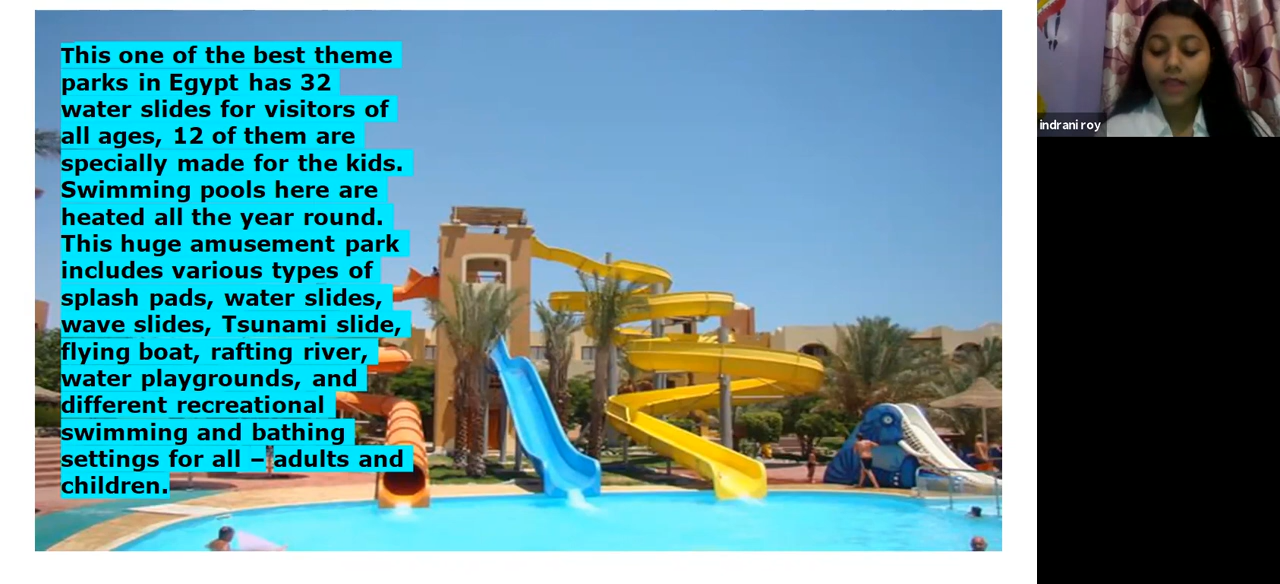 This one of the best theme
parks in Egypt has 32
water slides for visitors of
all ages, 12 of them are
specially made for the kids.
Swimming pools here are
heated all the year round.
This huge amusement park
includes various types of
splash pads, water slides,
wave slides, Tsunami slide,
flying boat, rafting river,
water playgrounds, and
different recreational
swimming and bathing
settings for all – adults and
children.
indrani roy